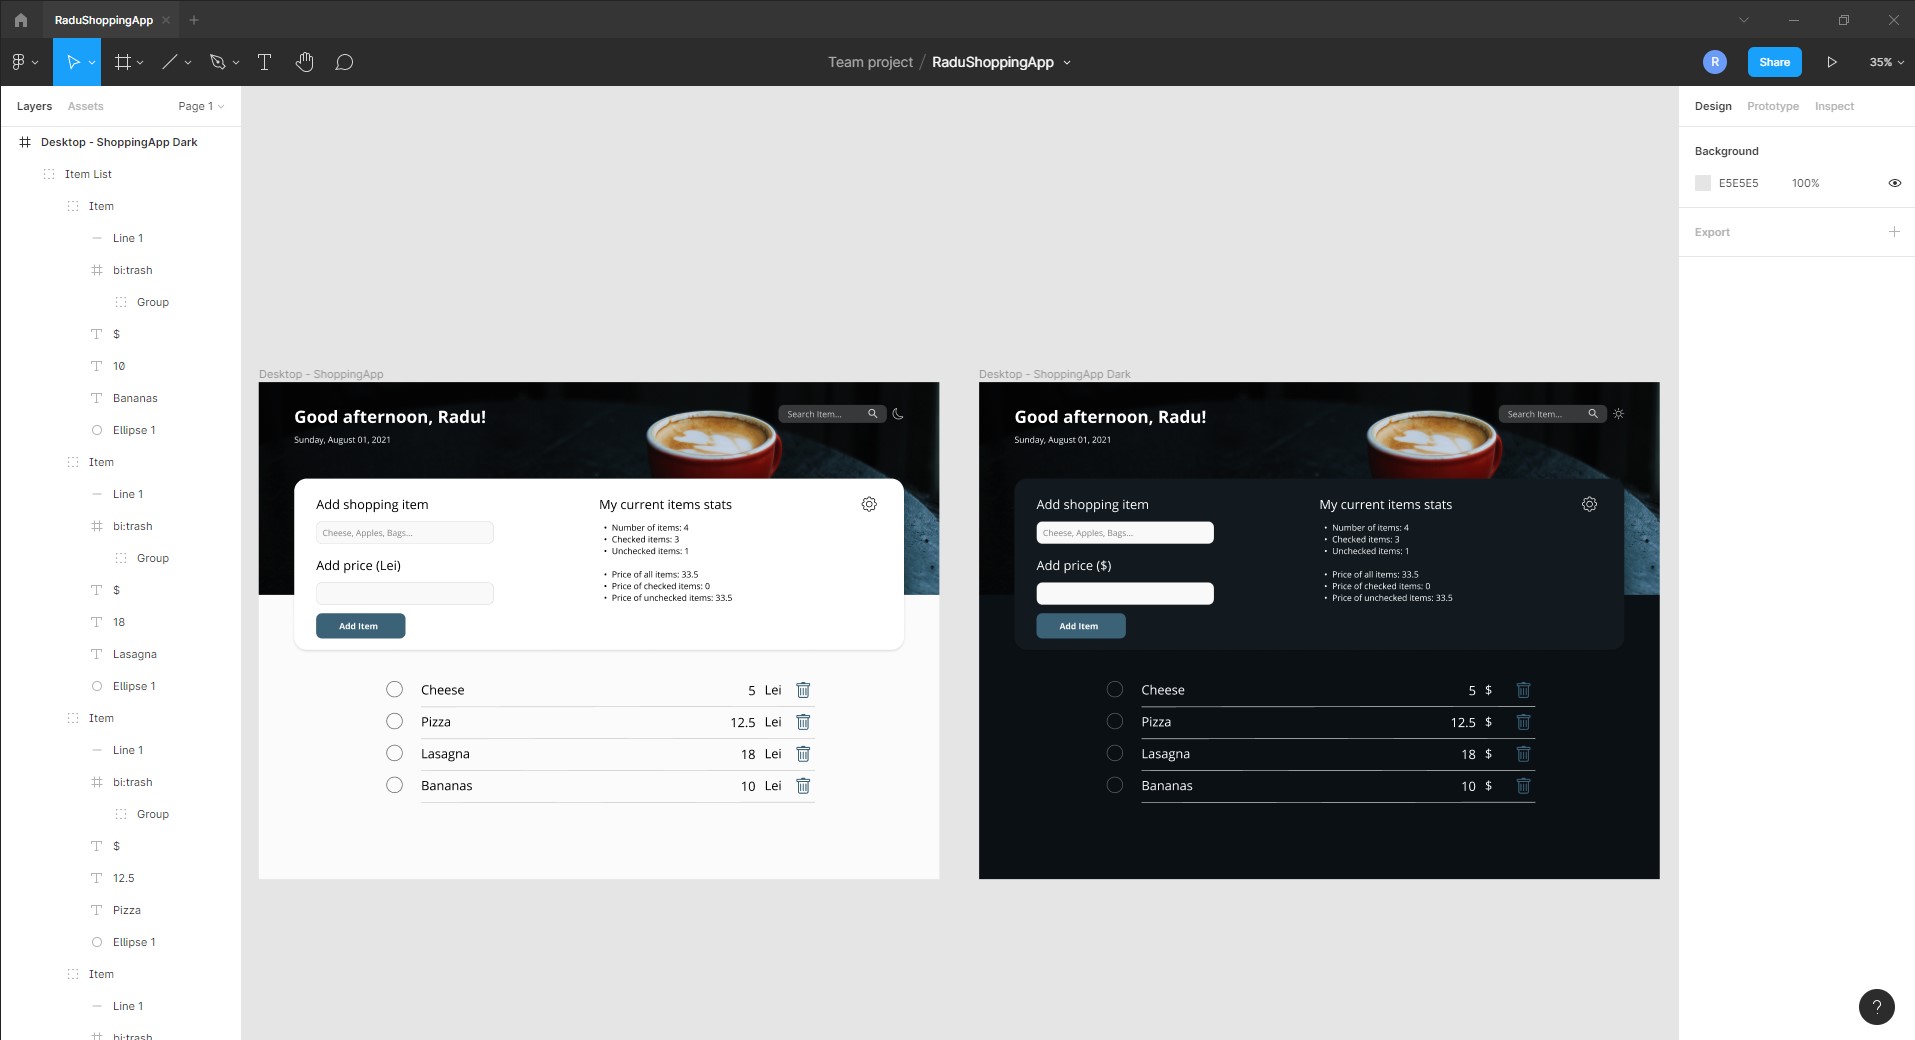 RaduShoppingApp
Team project / RaduShoppingApp
R
Share
35%
Layers
Assets
Page 1
Desktop - ShoppingApp Dark
Item List
Item
Line 1
bi:trash
Group
$
10
Bananas
Ellipse 1
Item
Line 1
bi:trash
Group
$
18
Lasagna
Ellipse 1
Item
Line 1
bi:trash
Group
$
12.5
Pizza
Ellipse 1
Item
Line 1
bi:trash
Desktop - ShoppingApp
Good afternoon, Radu!
Search Item...
Sunday, August 01, 2021
Add shopping item
Cheese, Apples, Bags...
Add price (Lei)
Add Item
My current items stats
• Number of items: 4
• Checked items: 3
• Unchecked items: 1
• Price of all items: 33.5
• Price of checked items: 0
• Price of unchecked items: 33.5
Cheese 5 Lei
Pizza 12.5 Lei
Lasagna 18 Lei
Bananas 10 Lei
Desktop - ShoppingApp Dark
Good afternoon, Radu!
Search Item...
Sunday, August 01, 2021
Add shopping item
Cheese, Apples, Bags...
Add price ($)
Add Item
My current items stats
• Number of items: 4
• Checked items: 3
• Unchecked items: 1
• Price of all items: 33.5
• Price of checked items: 0
• Price of unchecked items: 33.5
Cheese 5 $
Pizza 12.5 $
Lasagna 18 $
Bananas 10 $
Design
Prototype
Inspect
Background
E5E5E5 100%
Export
?